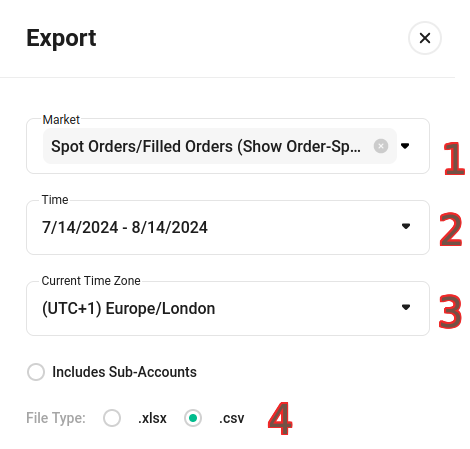 Export
Market
Spot Orders/Filled Orders (Show Order-Sp...
1
Time
7/14/2024 - 8/14/2024
2
Current Time Zone
(UTC+1) Europe/London
3
Includes Sub-Accounts
File Type: .xlsx .csv 4